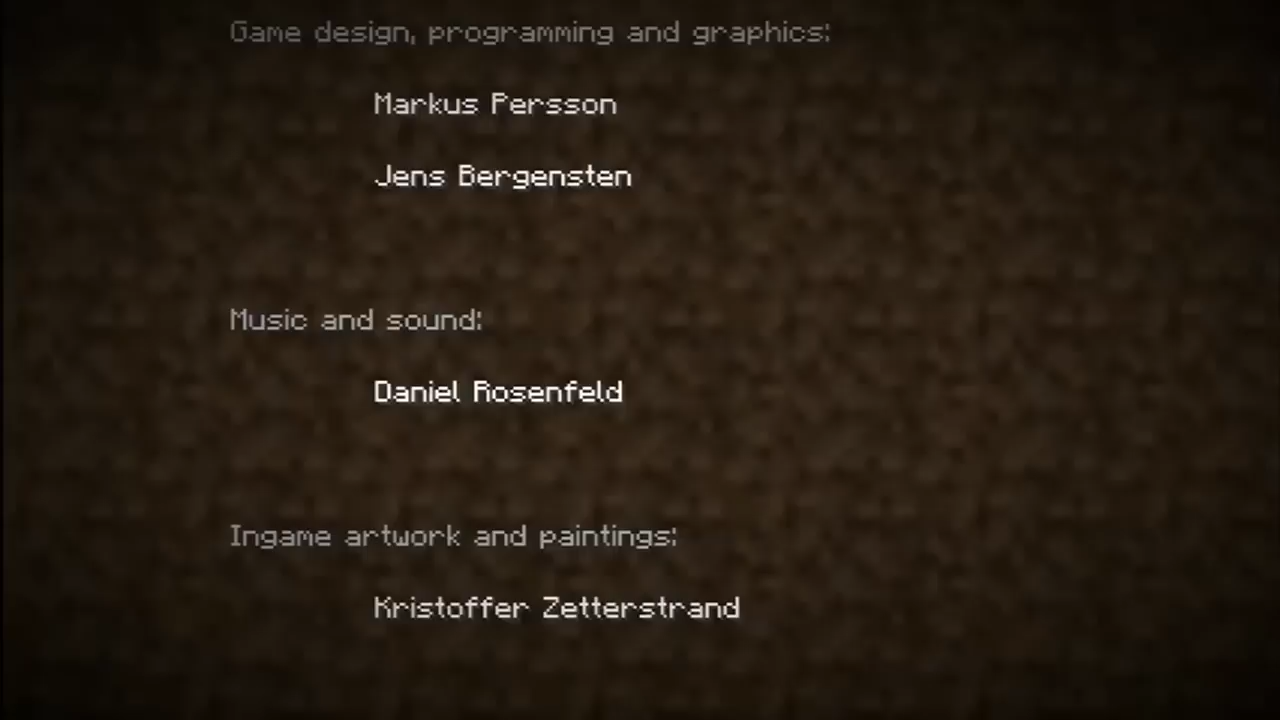 Game design, programming and graphics:
Markus Persson
Jens Bergensten
Music and sound:
Daniel Rosenfeld
Ingame artwork and paintings:
Kristoffer Zetterstrand